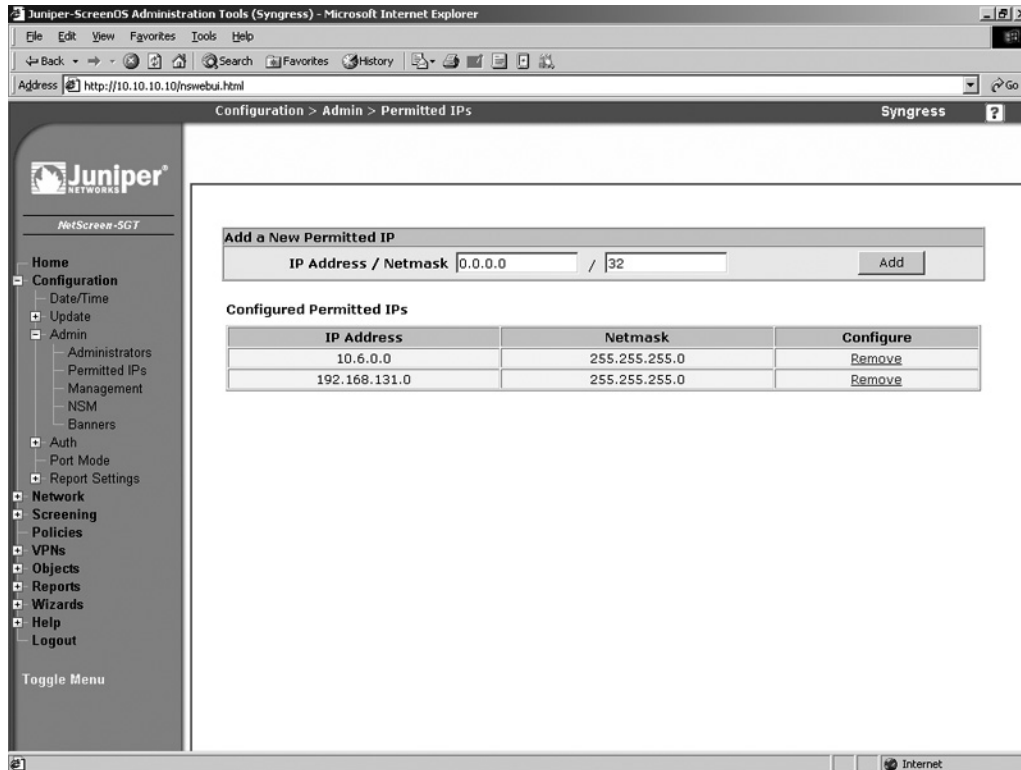 Juniper-ScreenOS Administration Tools (Syngress) - Microsoft Internet Explorer
File Edit View Favorites Tools Help
Back Search Favorites History
Address http://10.10.10.10/nswebui.html Go
Configuration > Admin > Permitted IPs Syngress ?
Juniper®
NETWORKS
NetScreen-5GT
Home
Configuration
Date/Time
Update
Admin
Administrators
Permitted IPs
Management
NSM
Banners
Auth
Port Mode
Report Settings
Network
Screening
Policies
VPNs
Objects
Reports
Wizards
Help
Logout
Toggle Menu
Add a New Permitted IP
IP Address / Netmask 0.0.0.0 / 32 Add
Configured Permitted IPs
IP Address Netmask Configure
10.6.0.0 255.255.255.0 Remove
192.168.131.0 255.255.255.0 Remove
Internet